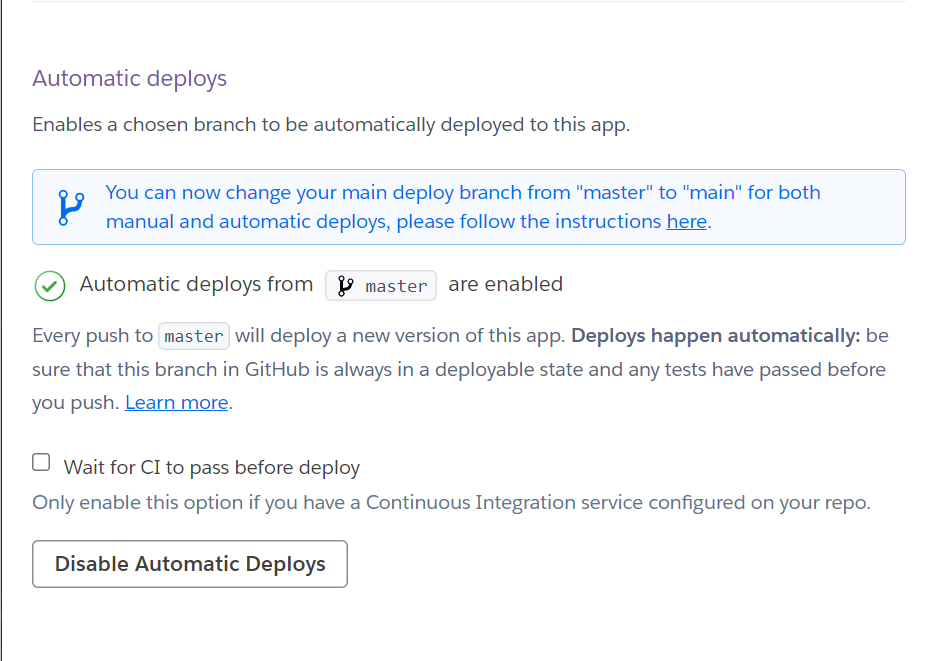 Automatic deploys
Enables a chosen branch to be automatically deployed to this app.
You can now change your main deploy branch from "master" to "main" for both
manual and automatic deploys, please follow the instructions here.
Automatic deploys from master are enabled
Every push to master will deploy a new version of this app. Deploys happen automatically: be
sure that this branch in GitHub is always in a deployable state and any tests have passed before
you push. Learn more.
Wait for CI to pass before deploy
Only enable this option if you have a Continuous Integration service configured on your repo.
Disable Automatic Deploys